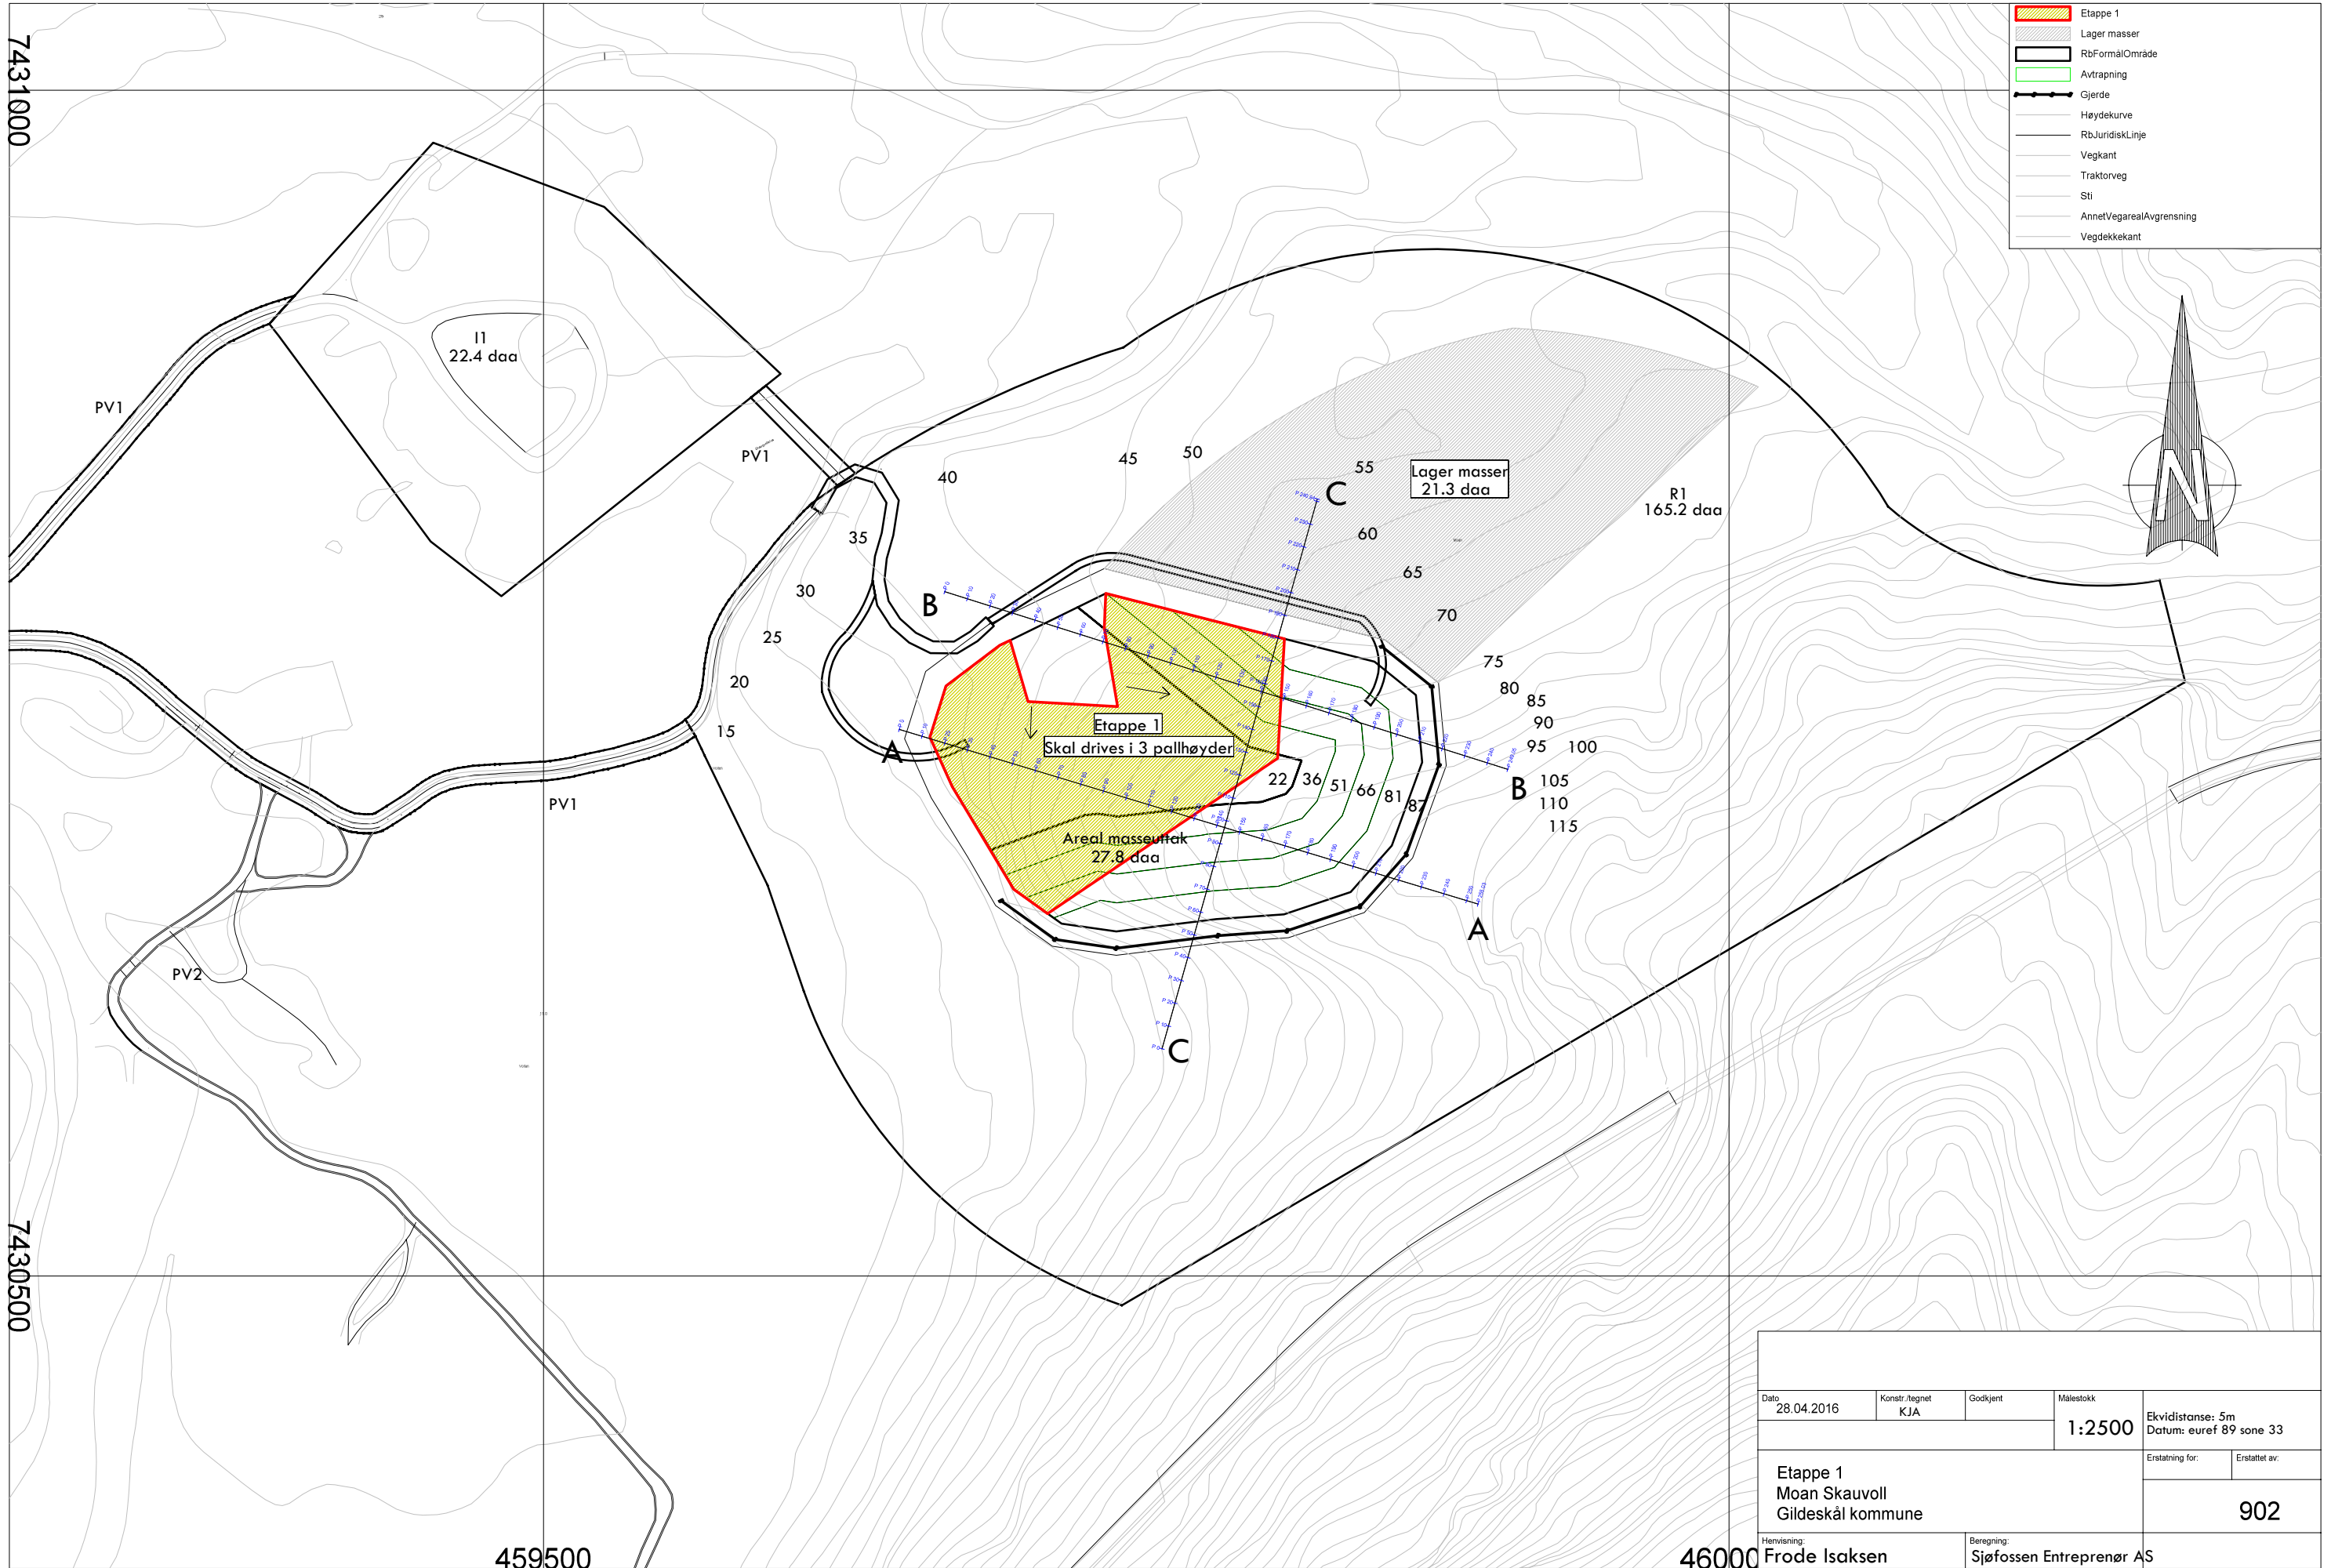 Etappe 1
Lager masser
RbFormålOmråde
Avtrapning
Gjerde
Høydekurve
RbJuridiskLinje
Vegkant
Traktorveg
Sti
AnnetVegarealAvgrensning
Vegdekkekant
7431000
I1
22.4 daa
PV1
PV1
40
45
50
55
Lager masser
21.3 daa
C
R1
165.2 daa
N
35
60
65
30
B
70
25
75
20
80
85
15
90
95
100
A
Etappe 1
Skal drives i 3 pallhøyder
22
36
51
66
81
87
B
105
110
115
PV1
Areal masseuttak
27.8 daa
A
PV2
C
7430500
459500
46000
Dato
28.04.2016
Konstr./tegnet
KJA
Godkjent
Målestokk
1:2500
Ekvidistanse: 5m
Datum: euref 89 sone 33
Etappe 1
Moan Skauvoll
Gildeskål kommune
Erstatning for:
Erstattet av:
902
Henvisning:
Frode Isaksen
Beregning:
Sjøfossen Entreprenør AS